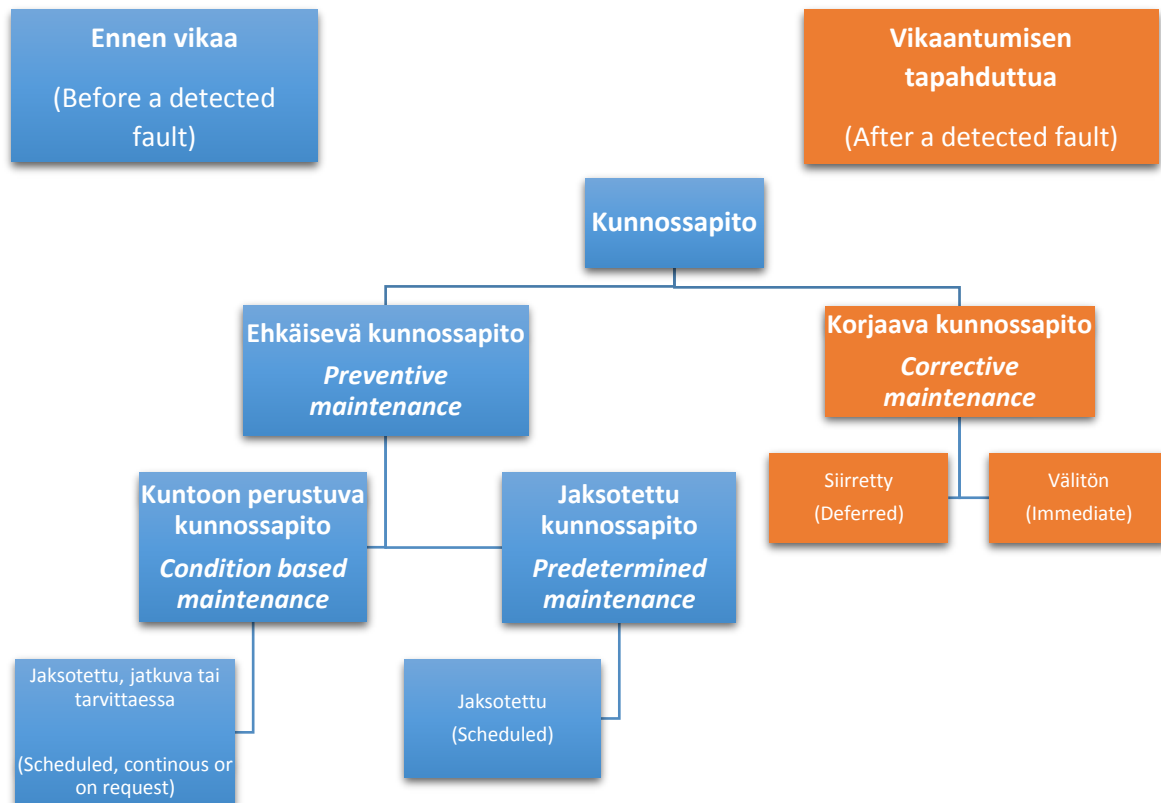 Ennen vikaa
(Before a detected
fault)
Vikaantumisen
tapahduttua
(After a detected fault)
Kunnossapito
Ehkäisevä kunnossapito
Preventive
maintenance
Korjaava kunnossapito
Corrective
maintenance
Kuntoon perustuva
kunnossapito
Condition based
maintenance
Jaksotettu
kunnossapito
Predetermined
maintenance
Siirretty
(Deferred)
Välitön
(Immediate)
Jaksotettu, jatkuva tai
tarvittaessa
(Scheduled, continous or
on request)
Jaksotettu
(Scheduled)